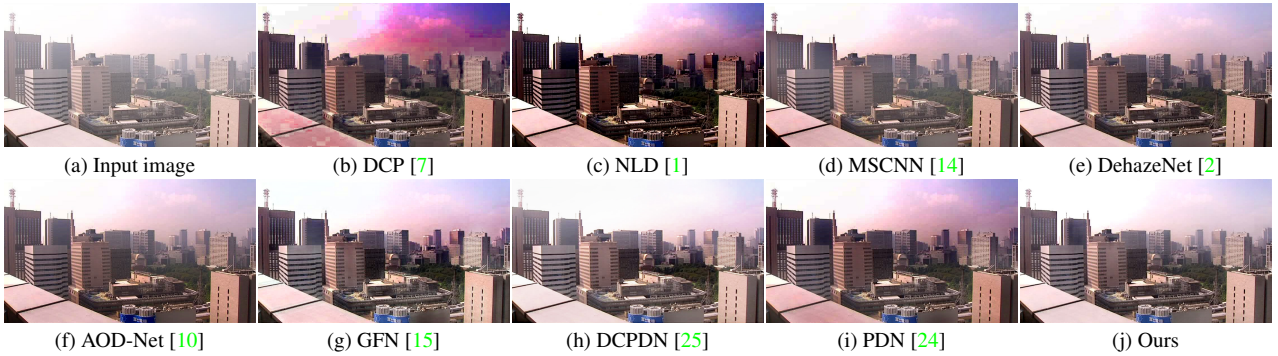 (a) Input image
(b) DCP [7]
(c) NLD [1]
(d) MSCNN [14]
(e) DehazeNet [2]
(f) AOD-Net [10]
(g) GFN [15]
(h) DCPDN [25]
(i) PDN [24]
(j) Ours